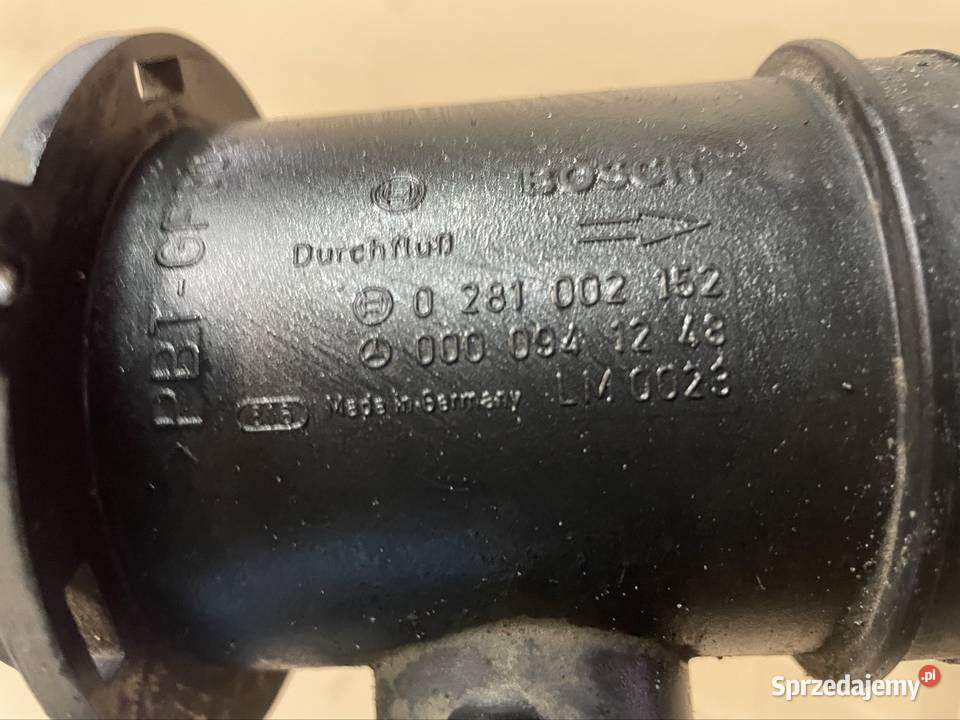 BOSCH
Durchfluß
0 281 002 152
000 094 12 48
Made in Germany LM 0023
PBT-GF
Sprzedajemy.pl